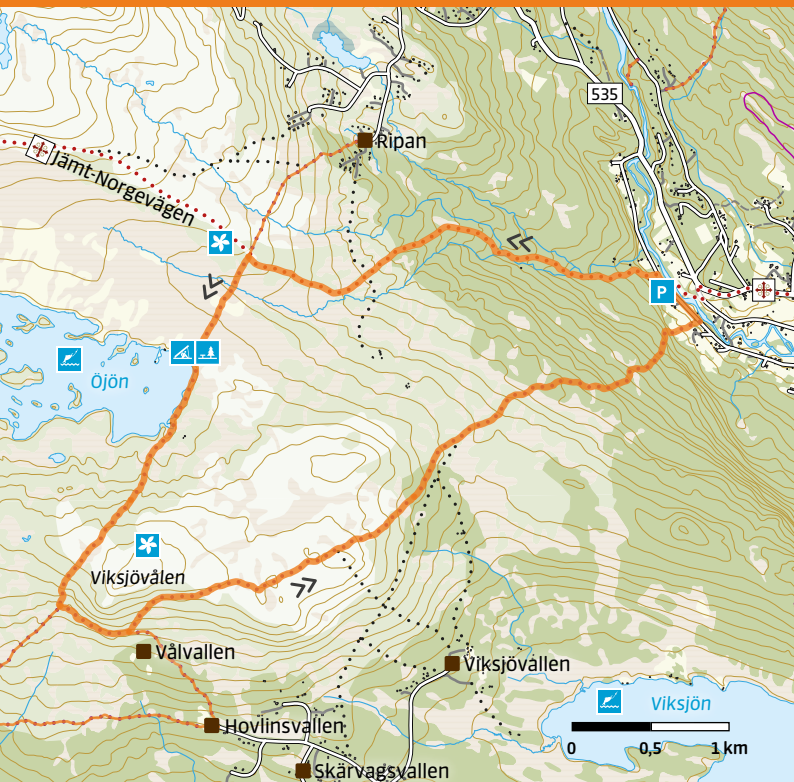 535
Ripan
Jämt-Norgevägen
P
Öjön
Viksjövålen
Vålvallen
Viksjövallen
Viksjön
Hovlinsvallen
0 0,5 1 km
Skärvagsvallen